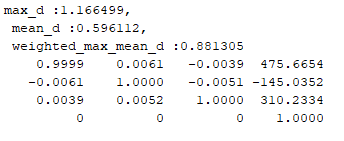 max_d :1.166499,
mean_d :0.596112,
weighted_max_mean_d :0.881305
0.9999 0.0061 -0.0039 475.6654
-0.0061 1.0000 -0.0051 -145.0352
0.0039 0.0052 1.0000 310.2334
0 0 0 1.0000